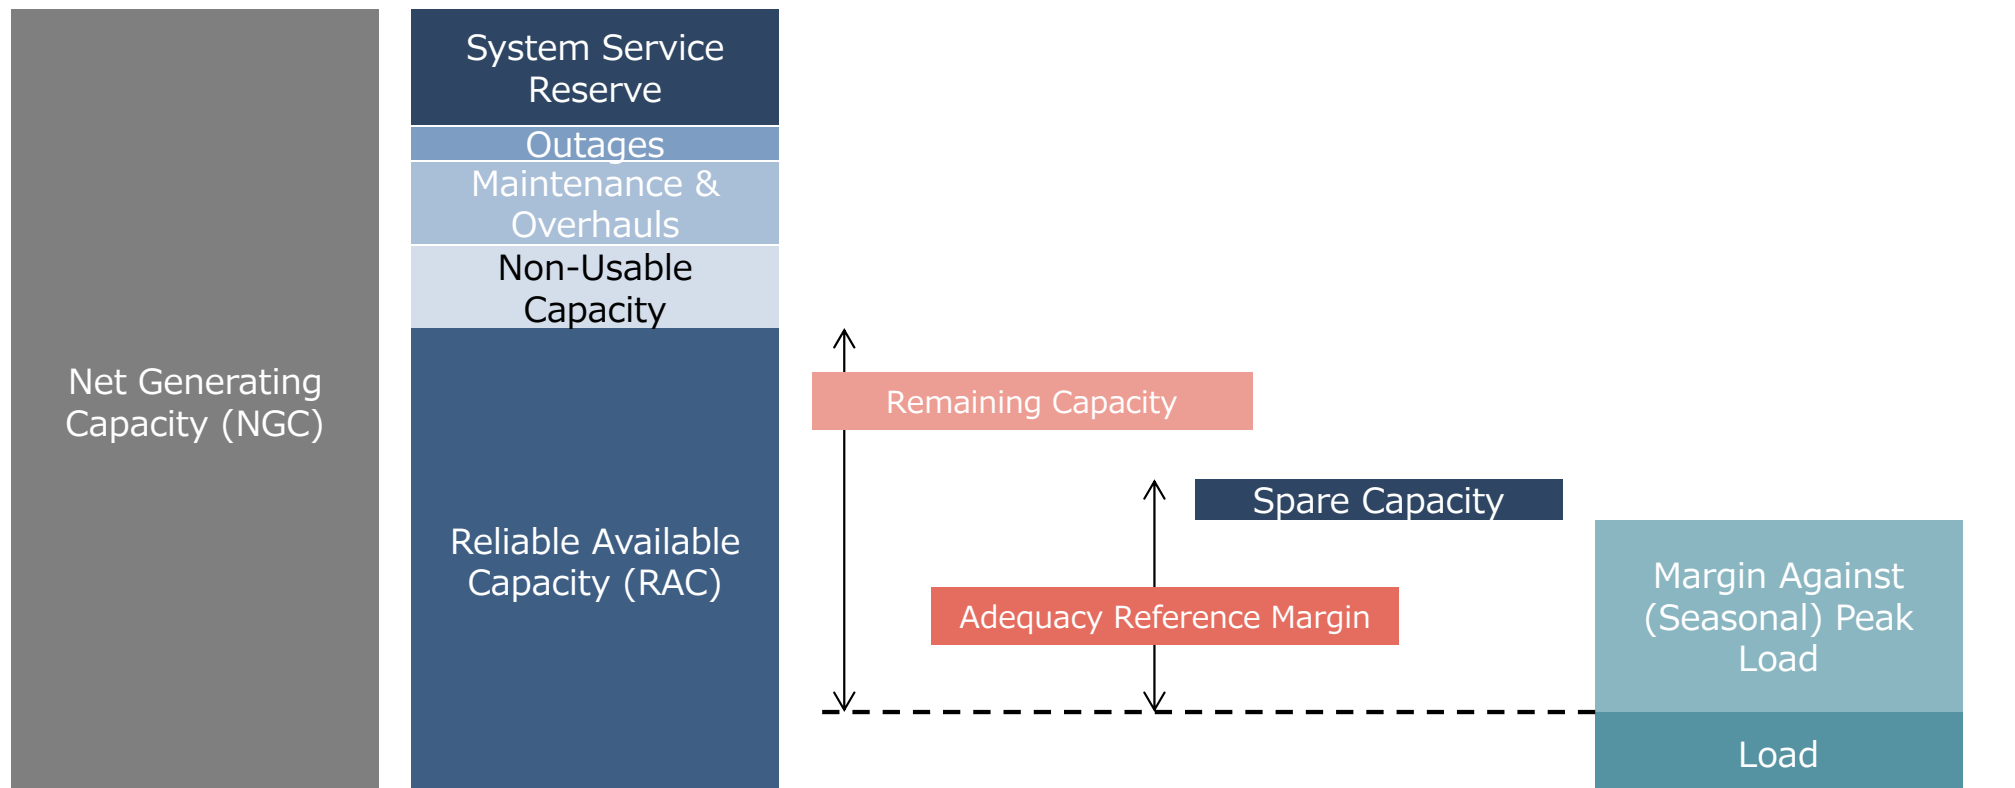 Net Generating
Capacity (NGC)
System Service
Reserve
Outages
Maintenance &
Overhauls
Non-Usable
Capacity
Reliable Available
Capacity (RAC)
Remaining Capacity
Spare Capacity
Adequacy Reference Margin
Margin Against
(Seasonal) Peak
Load
Load